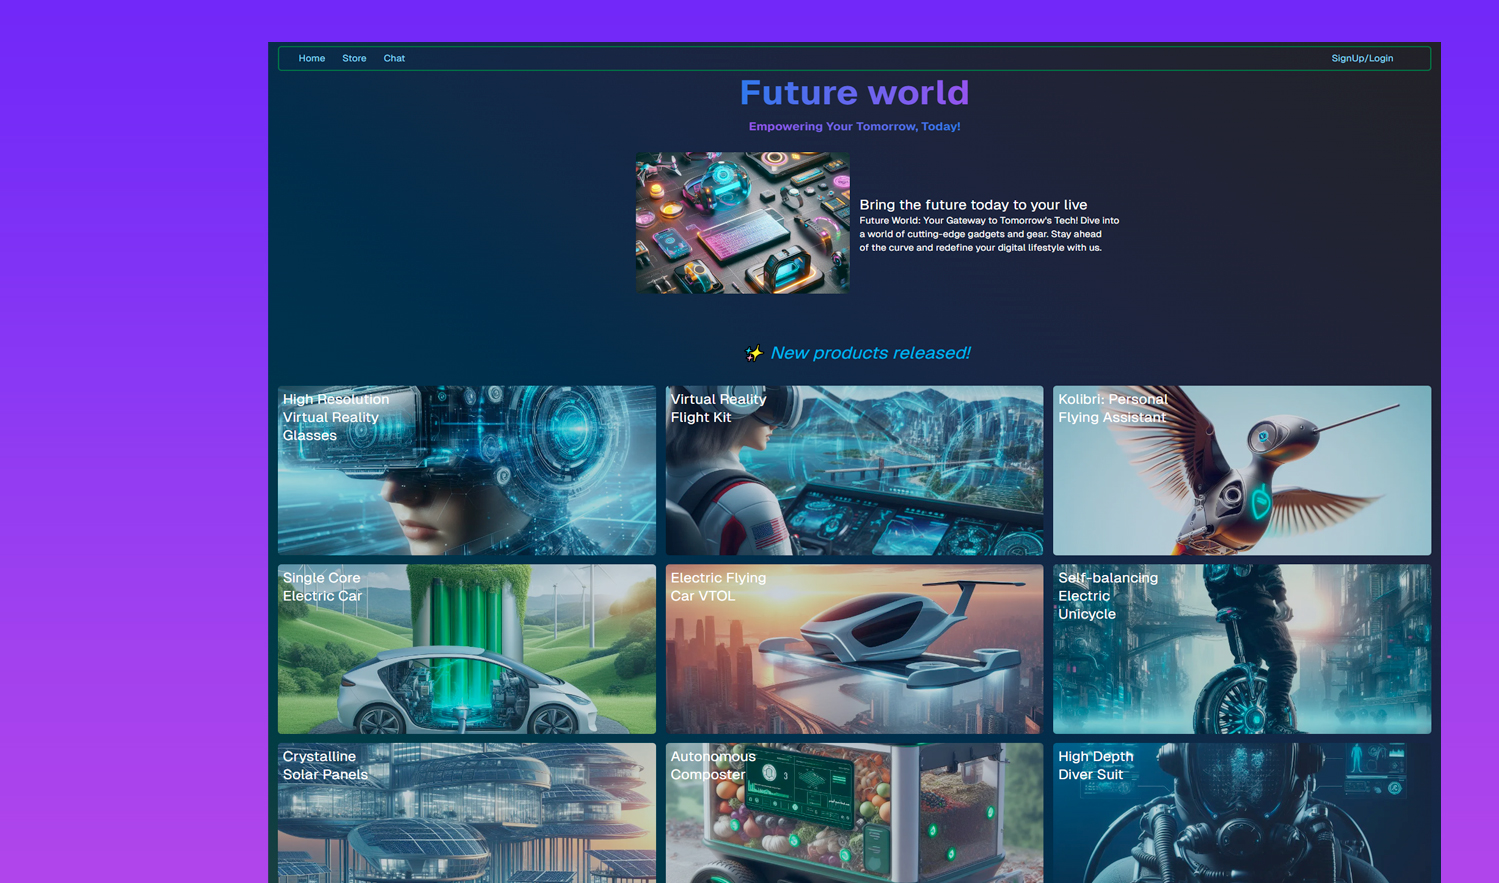 Home Store Chat SignUp/Login
Future world
Empowering Your Tomorrow, Today!
Bring the future today to your live
Future World: Your Gateway to Tomorrow's Tech! Dive into
a world of cutting-edge gadgets and gear. Stay ahead
of the curve and redefine your digital lifestyle with us.
✨ New products released!
High Resolution
Virtual Reality
Glasses
Virtual Reality
Flight Kit
Kolibri: Personal
Flying Assistant
Single Core
Electric Car
Electric Flying
Car VTOL
Self-balancing
Electric
Unicycle
Crystalline
Solar Panels
Autonomous
Composter
High Depth
Diver Suit